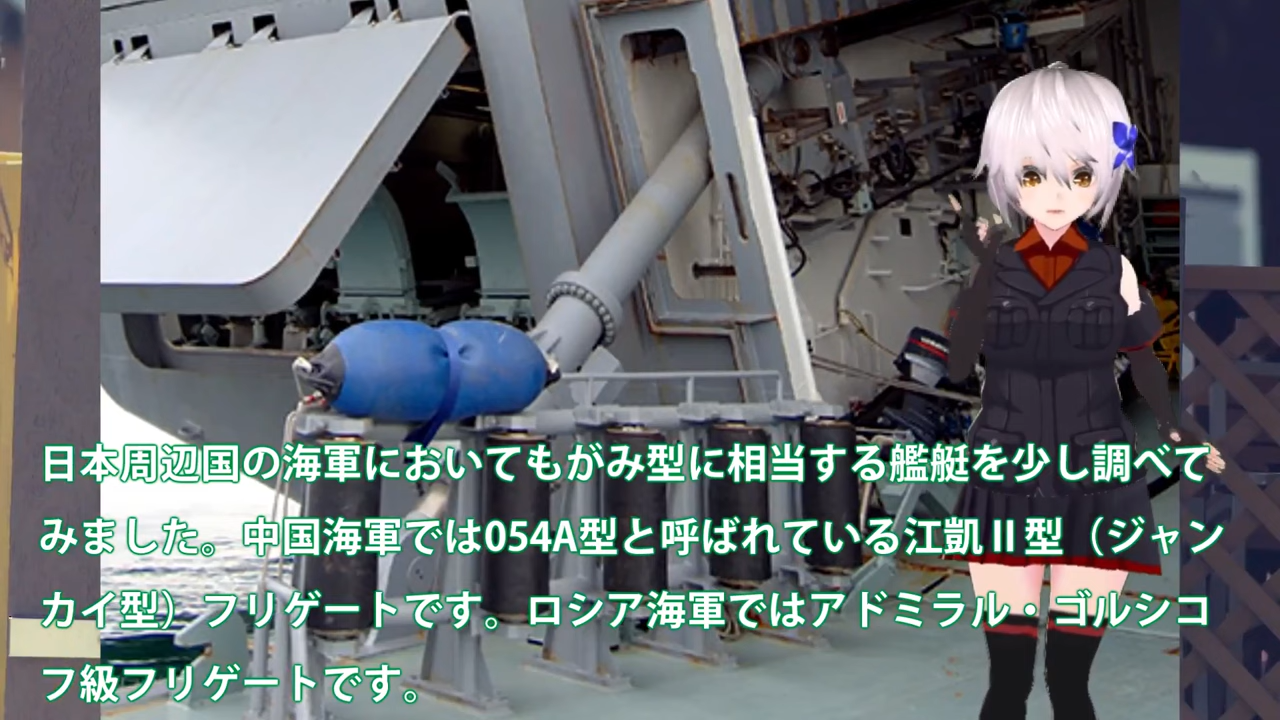 日本周辺国の海軍においてもがみ型に相当する艦艇を少し調べて
みました。中国海軍では054A型と呼ばれている江凱Ⅱ型（ジャン
カイ型）フリゲートです。ロシア海軍ではアドミラル・ゴルシコ
フ級フリゲートです。